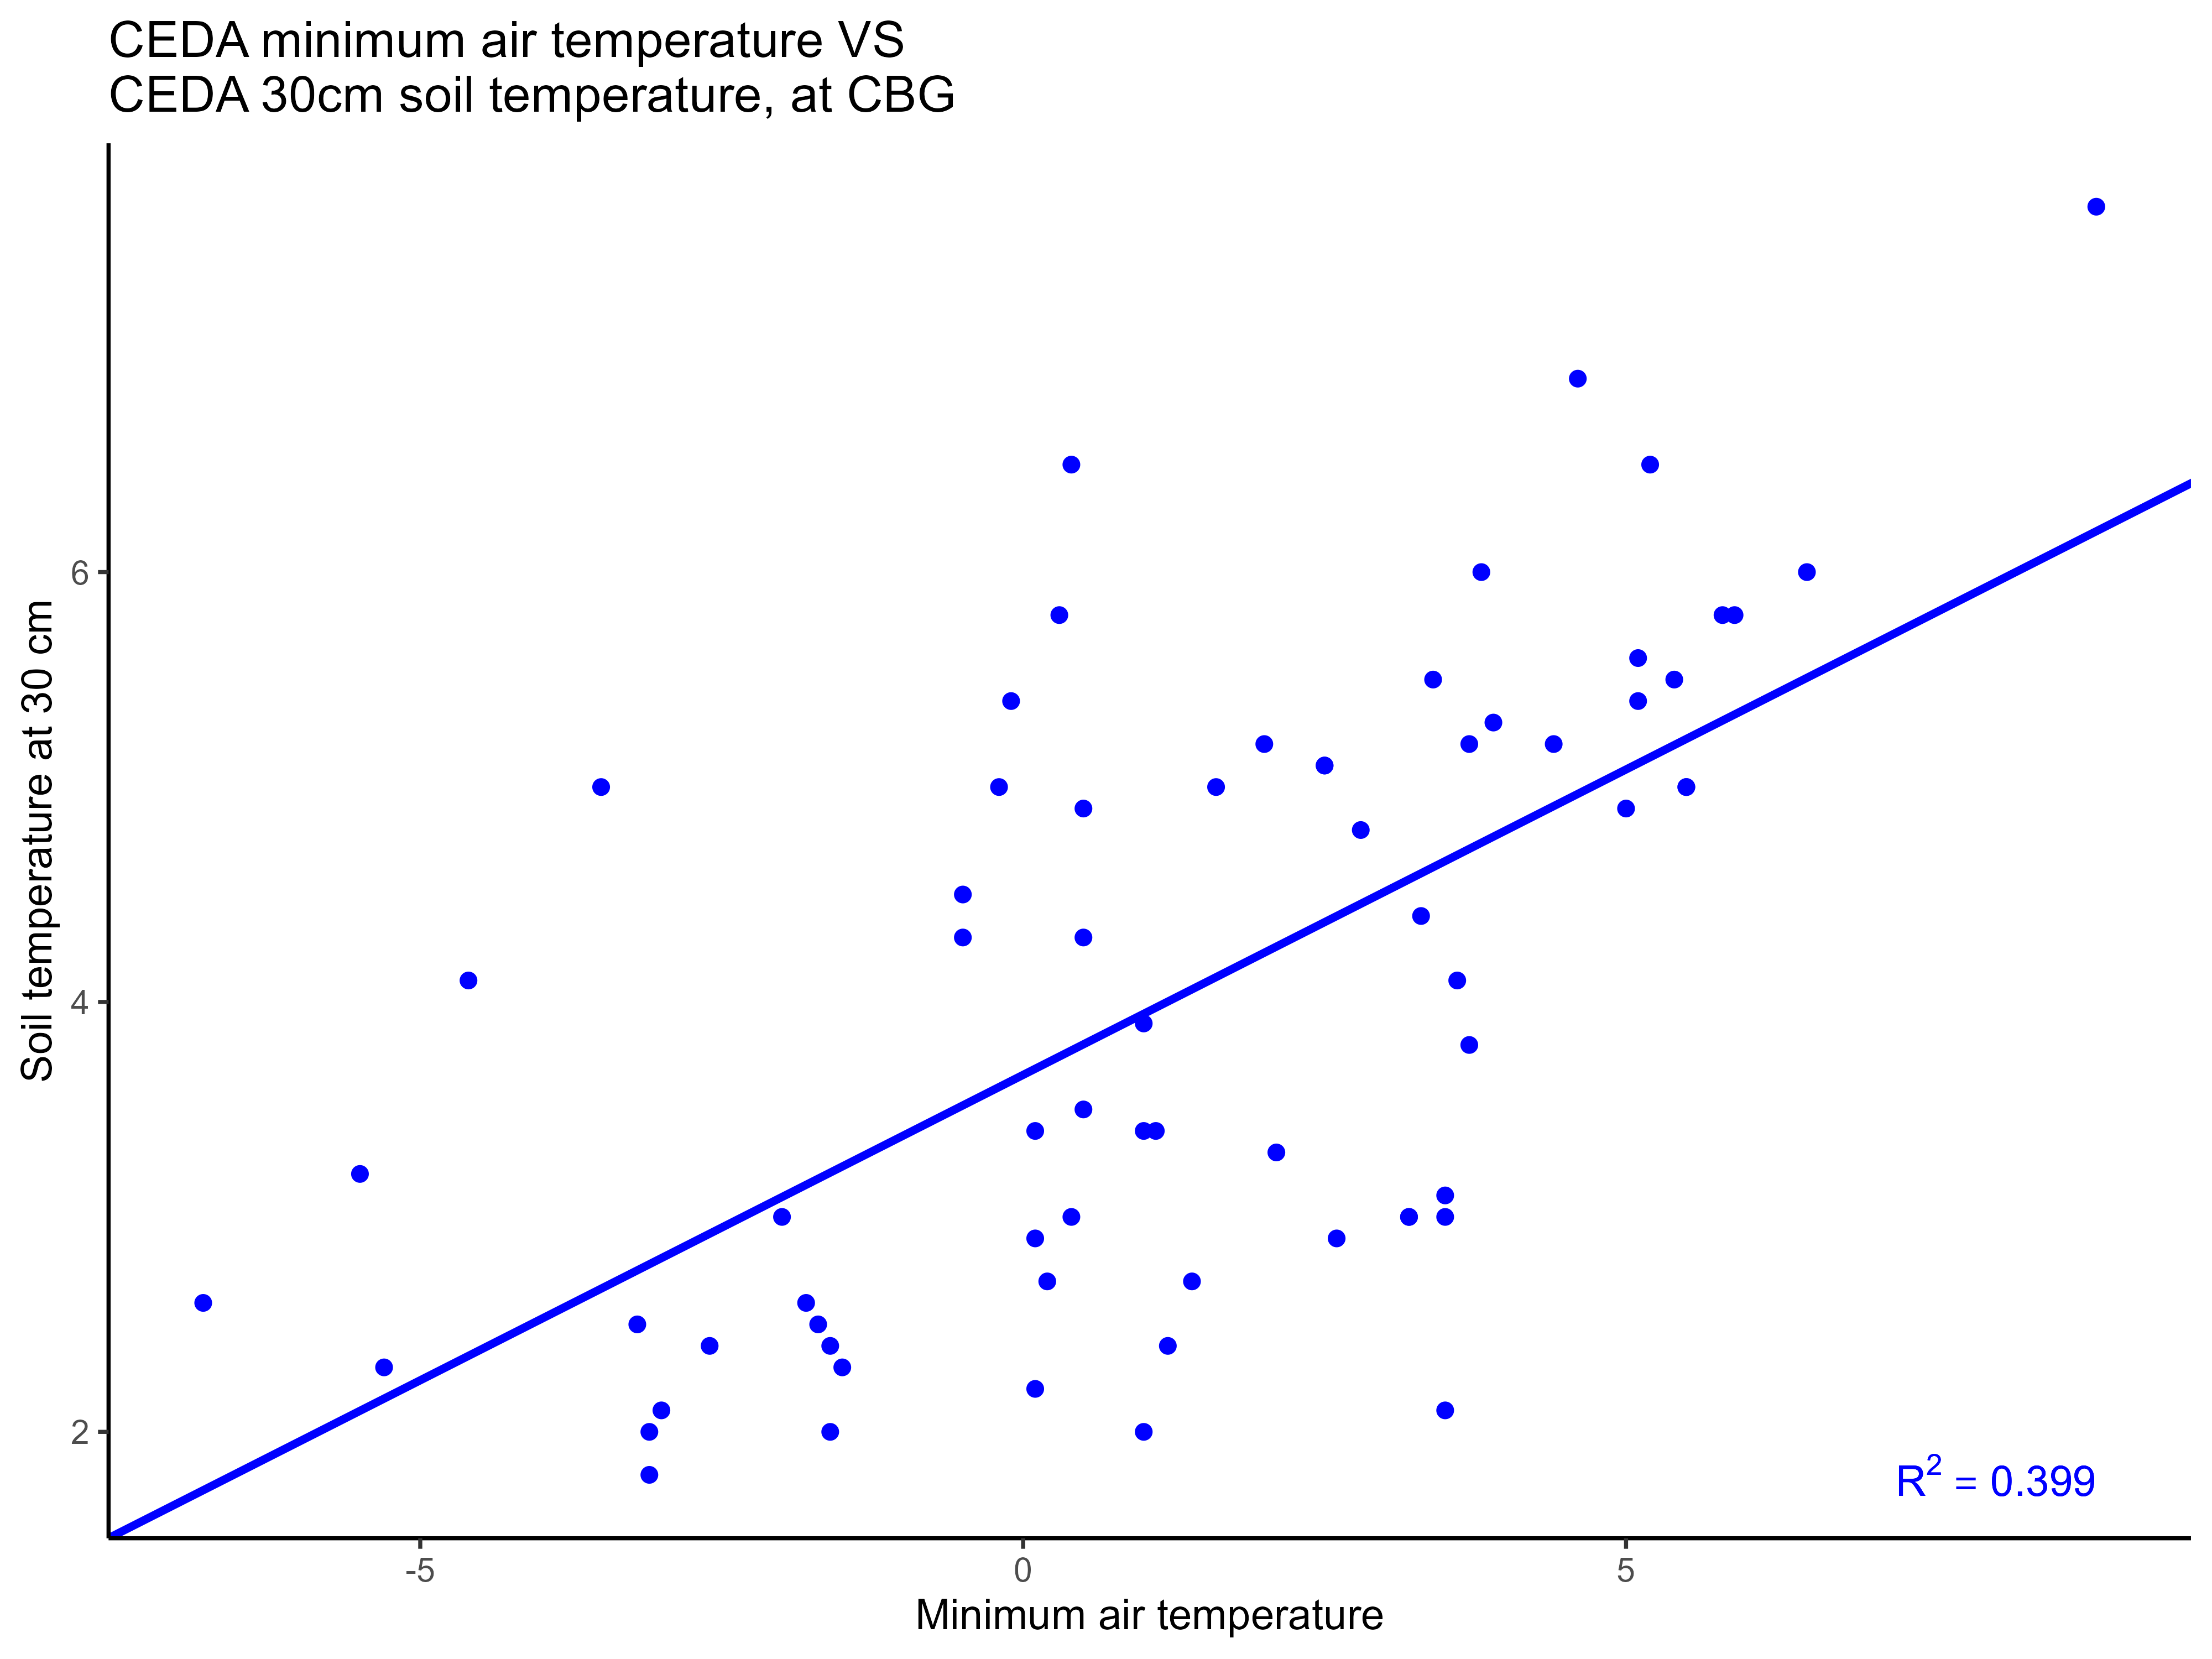 CEDA minimum air temperature VS
CEDA 30cm soil temperature, at CBG
Soil temperature at 30 cm
6
4
2
R² = 0.399
-5
0
5
Minimum air temperature